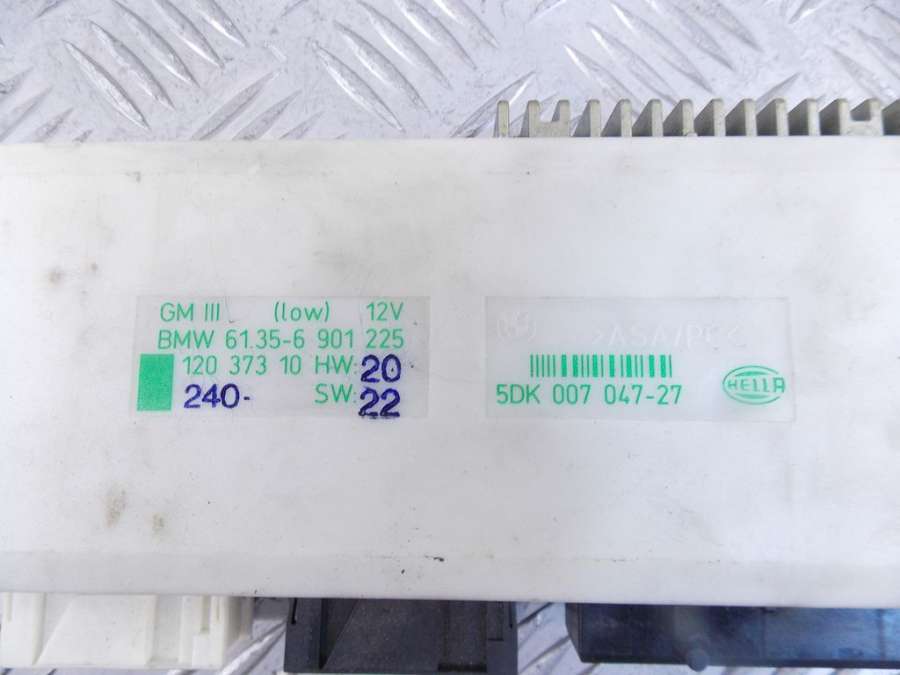 GM III (low) 12V
BMW 61.35-6 901 225
120 373 10 HW: 20
240- SW: 22
5DK 007 047-27
HELLA